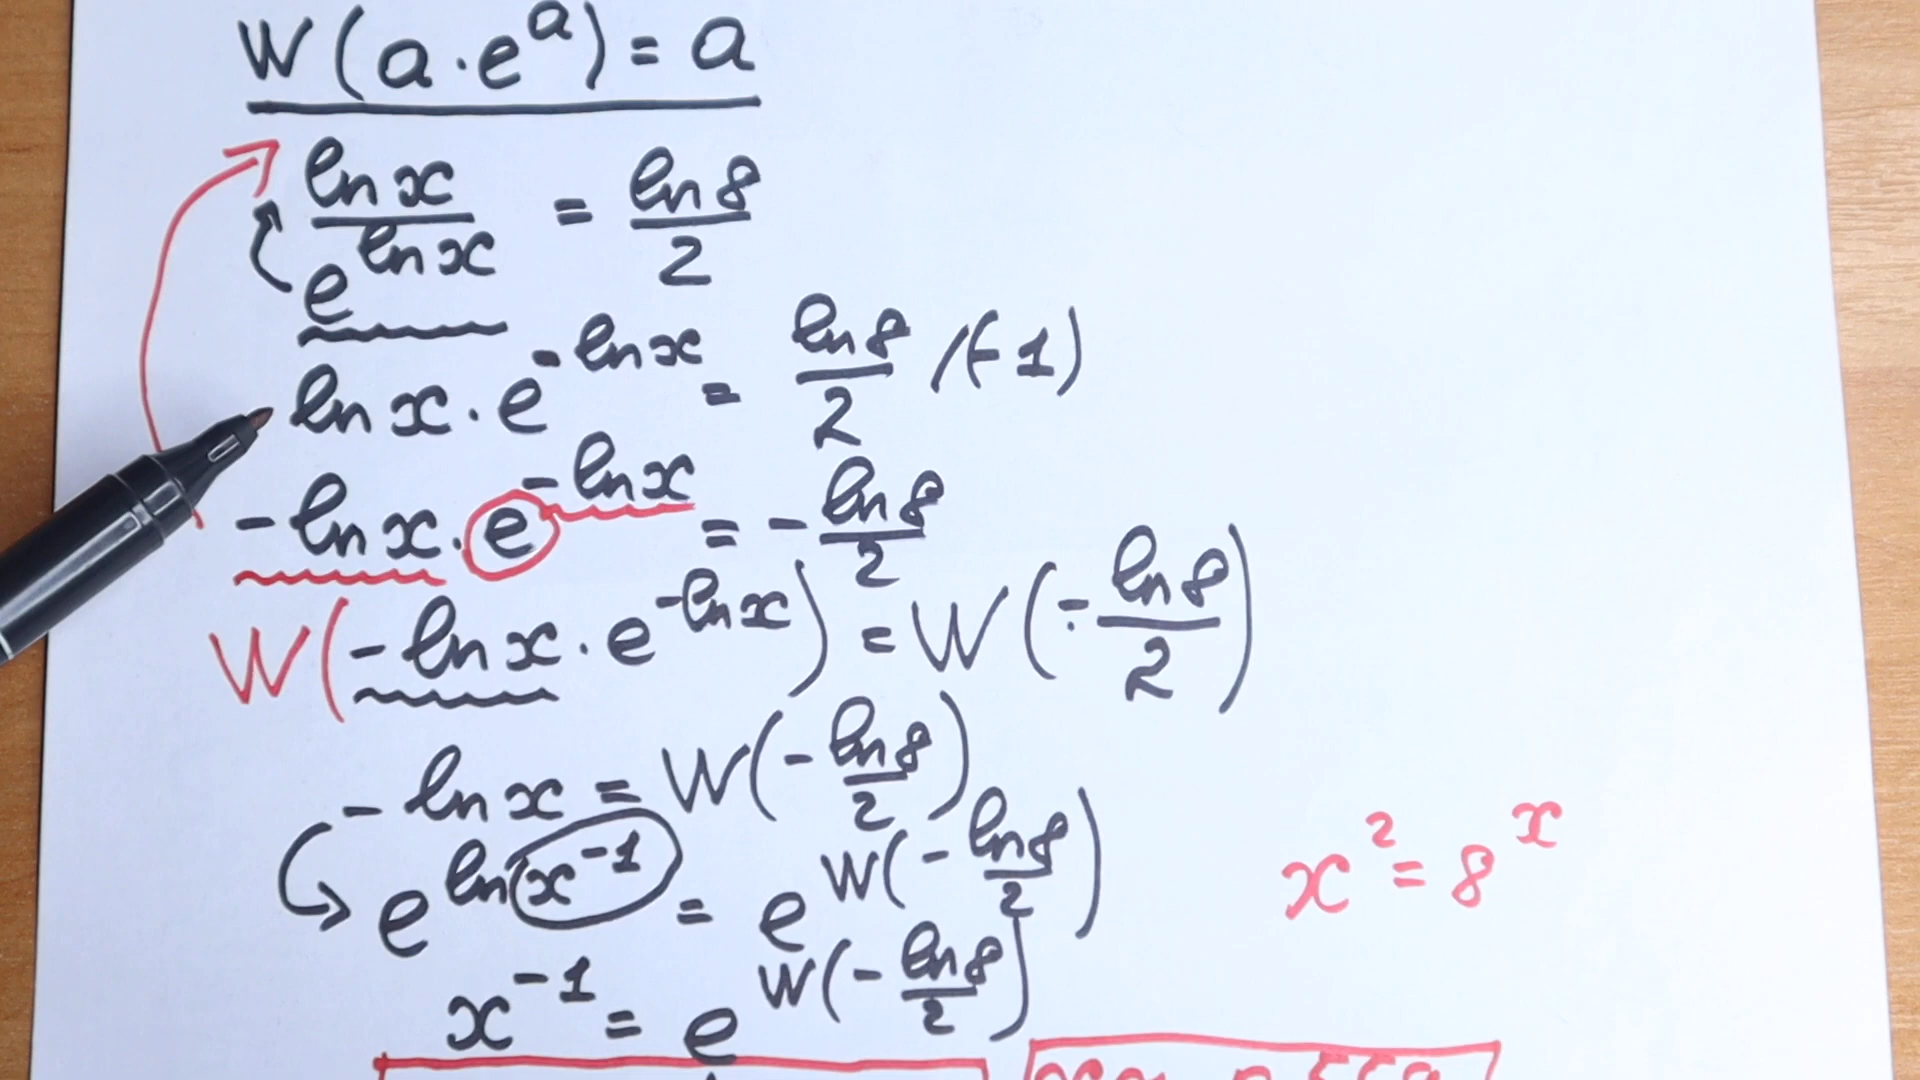 W(a·e^a) = a
ln x / e^{ln x} = ln 8 / 2
ln x · e^{-ln x} = ln 8 / 2 /(-1)
-ln x · e^{-ln x} = - ln 8 / 2
W(-ln x · e^{-ln x}) = W(- ln 8 / 2)
-ln x = W(- ln 8 / 2)
e^{ln(x^{-1})} = e^{W(- ln 8 / 2)}
x^2 = 8^x
x^{-1} = e^{W(- ln 8 / 2)}